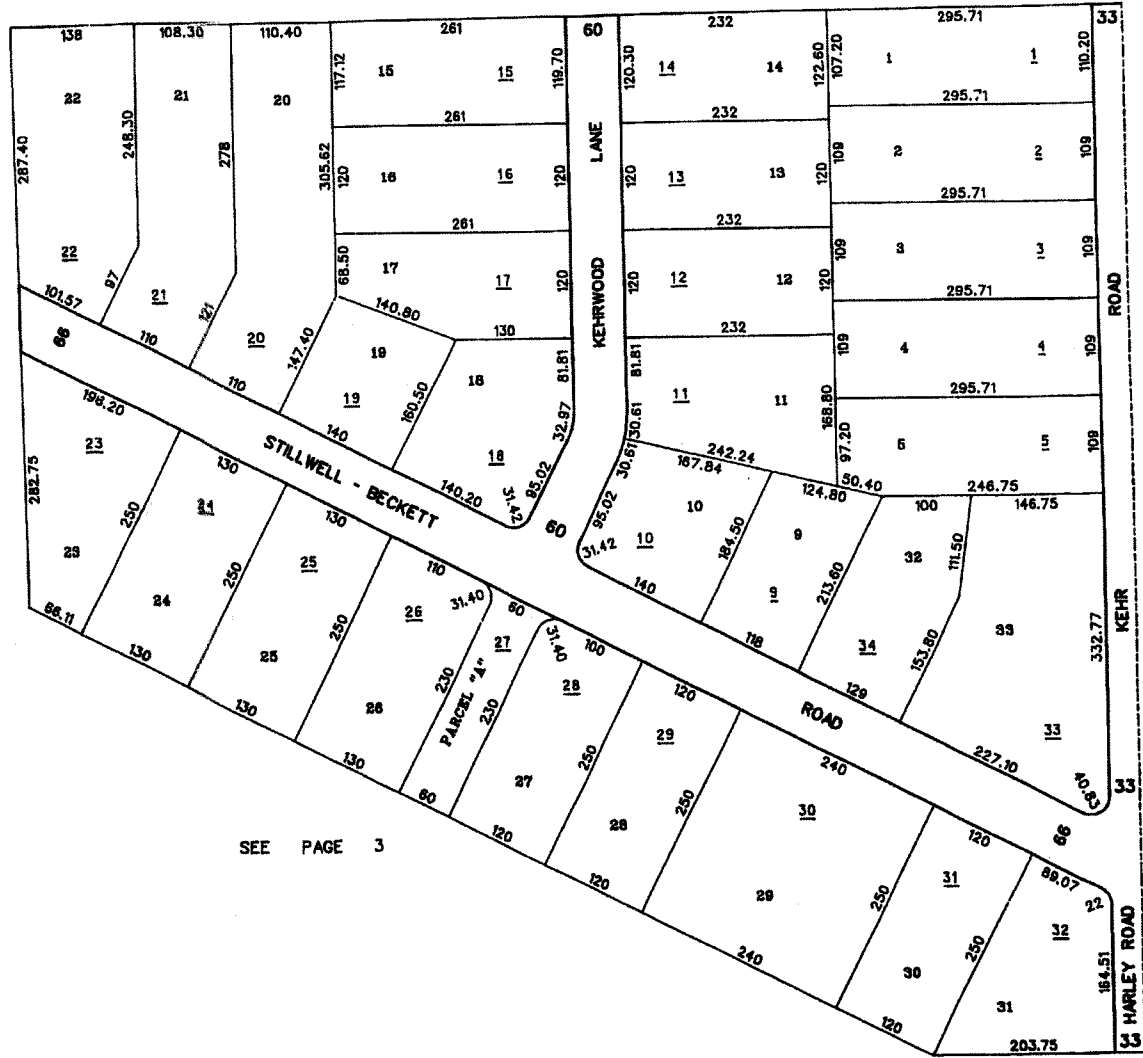 138 108.30 110.40 261 60 232 295.71 33
22 21 20 117.12 15 15 119.70 120.30 14 14 122.60 107.20 1 1 110.20
261 232 295.71
287.40 248.30 278 305.62 120 16 16 120 LANE 120 13 13 120 109 2 2 109
261 232 295.71
22 97 21 121 20 68.50 17 17 120 KEHRWOOD 120 12 12 120 109 3 3 109 ROAD
101.57 110 110 147.40 140.80 130 232 295.71
66 19 19 18 81.81 81.81 109 4 4 109
295.71
140 160.50 18 32.97 30.61 11 11 168.80 97.20 5 5 109
198.20 STILLWELL - BECKETT 140.20 31.42 95.02 30.61 242.24
167.84 124.80 50.40 246.75
100 146.75
282.75 23 130 60 95.02 10 184.50 9 32 111.50
23 250 24 130 31.42 10 140 9 213.60 33 332.77 KEHR
250 25 110 31.40 60 118 34 153.80
66.11 24 250 26 27 31.40 100 129
130 25 230 PARCEL "A" 230 28 120 ROAD 227.10 33
130 26 250 29 240 40.83 33
130 60 27 250 30 66
SEE PAGE 3
120 28 120 31 89.07 22
120 29 250 250 32 164.51 HARLEY ROAD
240 30 31
120 203.75 33